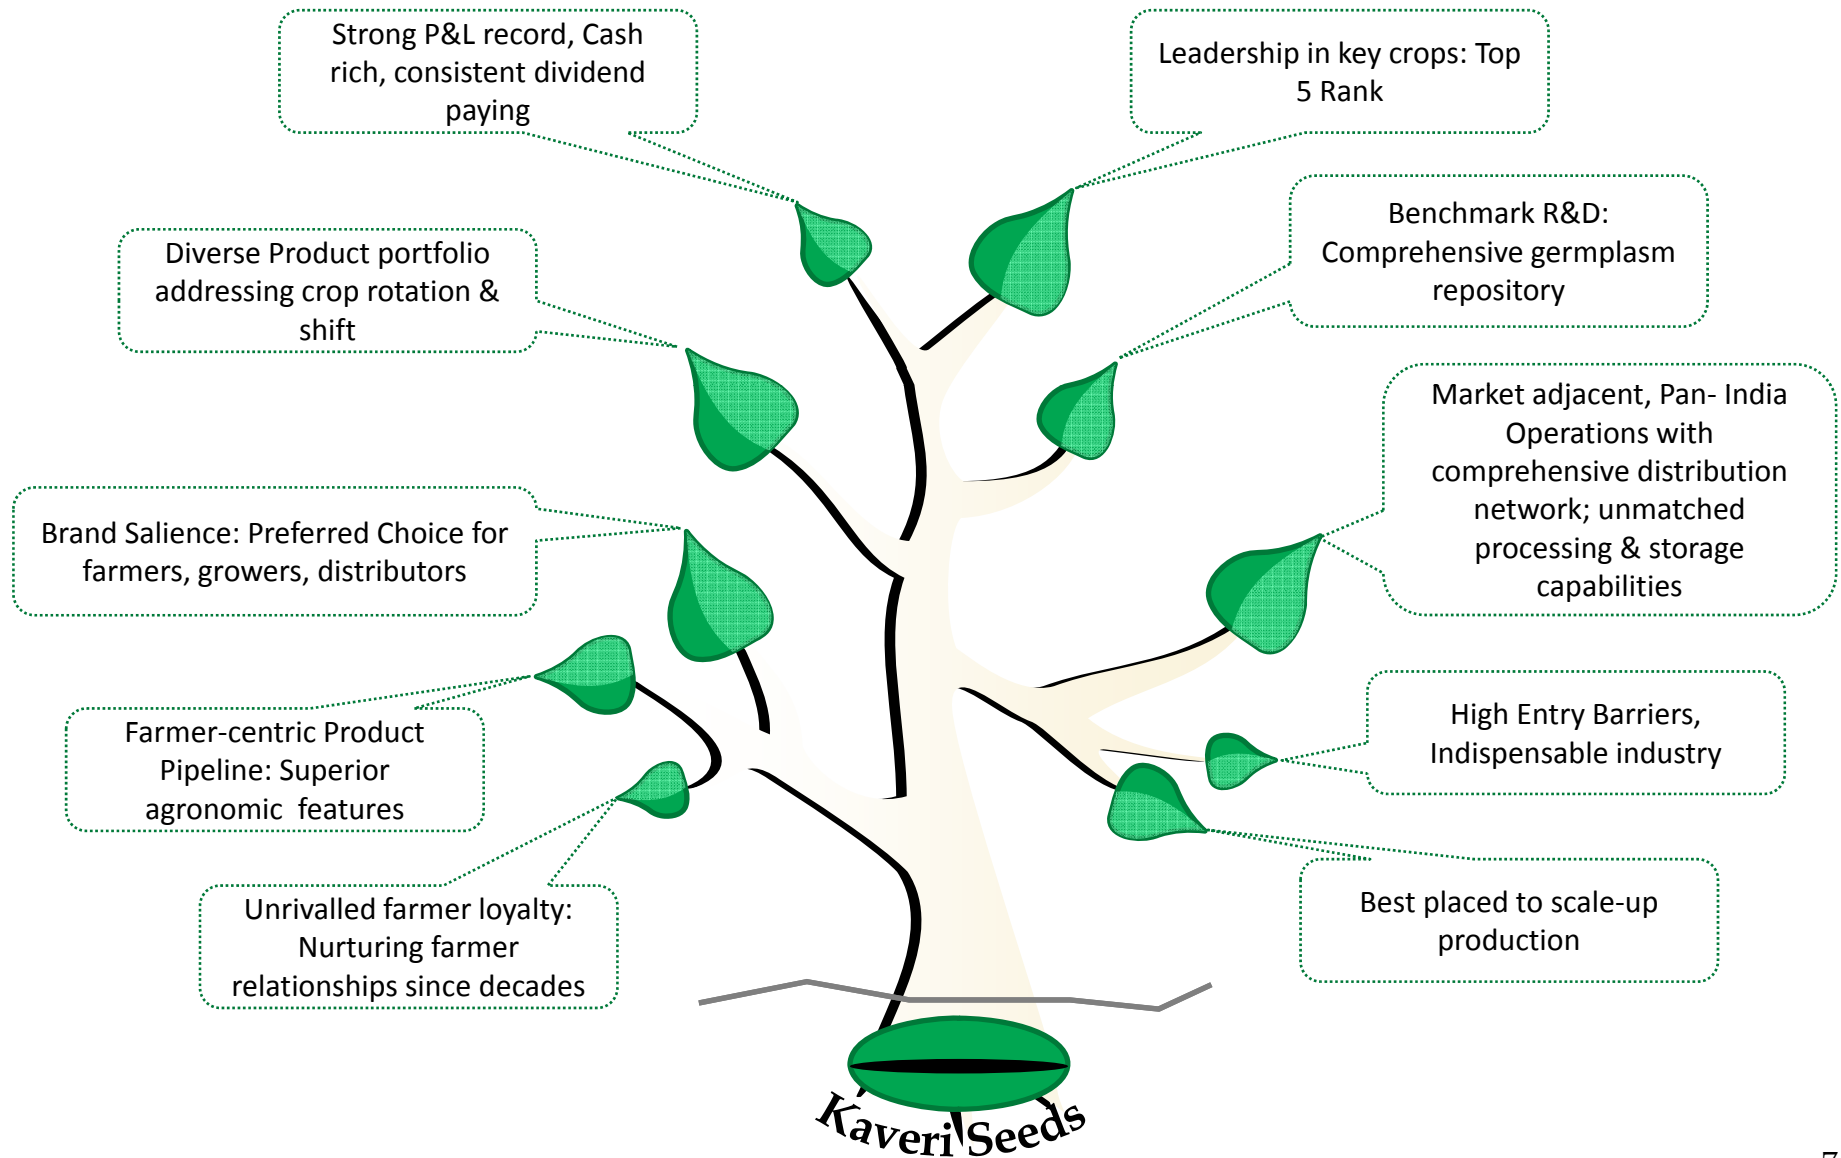 Strong P&L record, Cash
rich, consistent dividend
paying
Leadership in key crops: Top
5 Rank
Diverse Product portfolio
addressing crop rotation &
shift
Benchmark R&D:
Comprehensive germplasm
repository
Brand Salience: Preferred Choice for
farmers, growers, distributors
Market adjacent, Pan- India
Operations with
comprehensive distribution
network; unmatched
processing & storage
capabilities
Farmer-centric Product
Pipeline: Superior
agronomic  features
High Entry Barriers,
Indispensable industry
Unrivalled farmer loyalty:
Nurturing farmer
relationships since decades
Best placed to scale-up
production
Kaveri Seeds
7